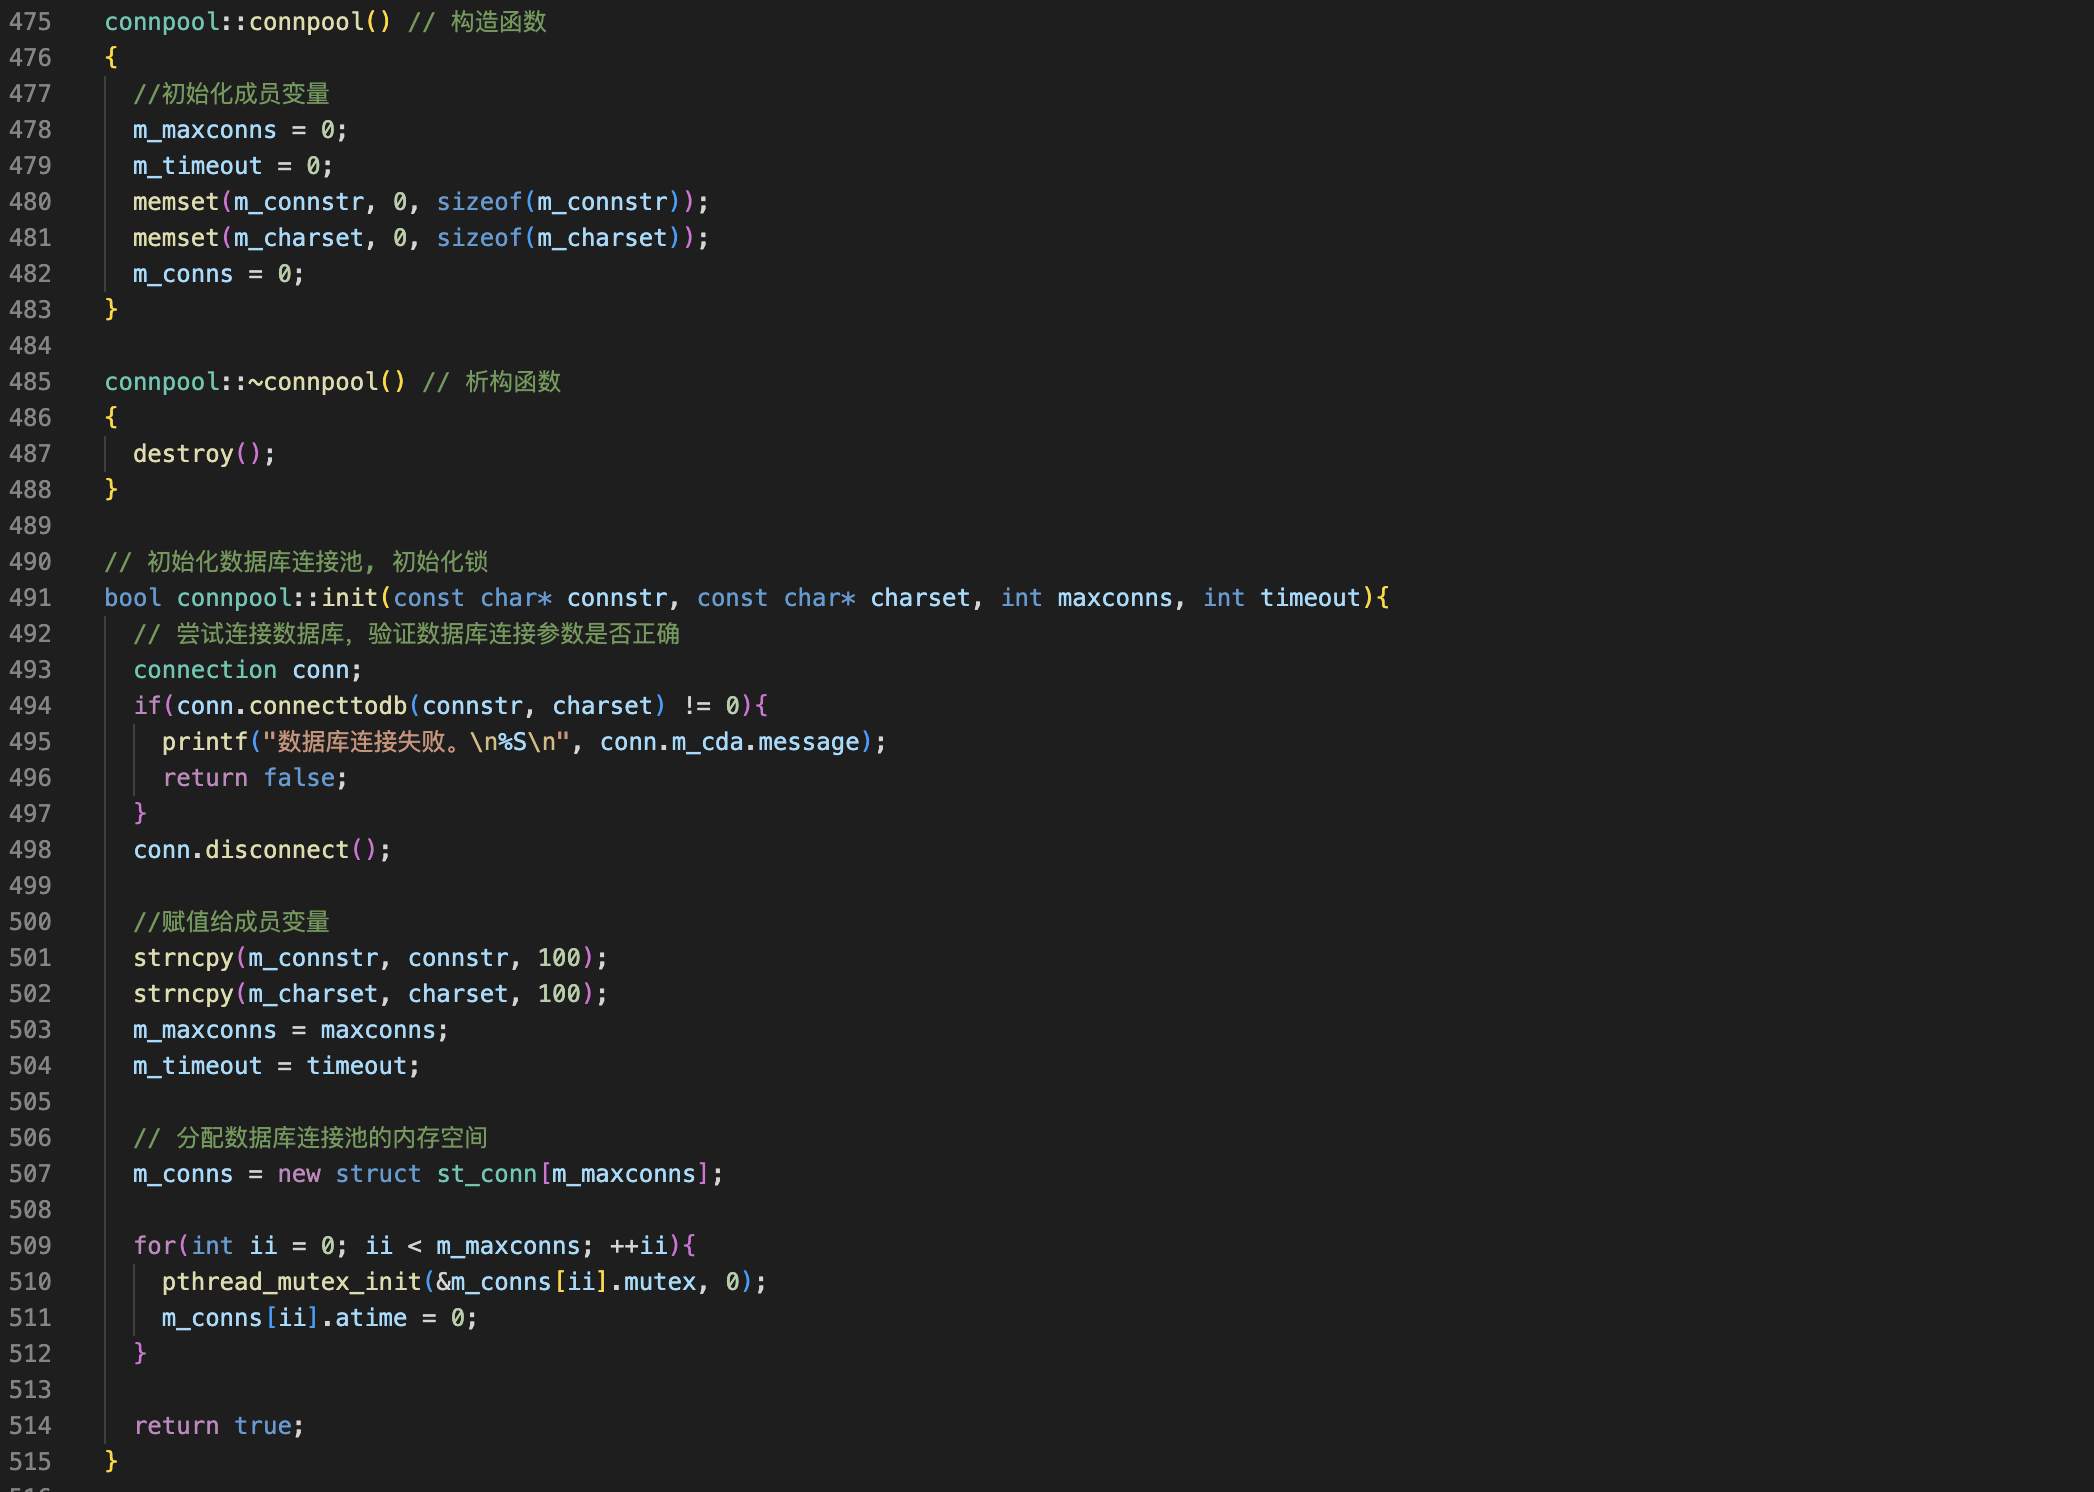 475 connpool::connpool() // 构造函数
476 {
477 //初始化成员变量
478 m_maxconns = 0;
479 m_timeout = 0;
480 memset(m_connstr, 0, sizeof(m_connstr));
481 memset(m_charset, 0, sizeof(m_charset));
482 m_conns = 0;
483 }
484
485 connpool::~connpool() // 析构函数
486 {
487 destroy();
488 }
489
490 // 初始化数据库连接池, 初始化锁
491 bool connpool::init(const char* connstr, const char* charset, int maxconns, int timeout){
492 // 尝试连接数据库，验证数据库连接参数是否正确
493 connection conn;
494 if(conn.connecttodb(connstr, charset) != 0){
495 printf("数据库连接失败。\n%S\n", conn.m_cda.message);
496 return false;
497 }
498 conn.disconnect();
499
500 //赋值给成员变量
501 strncpy(m_connstr, connstr, 100);
502 strncpy(m_charset, charset, 100);
503 m_maxconns = maxconns;
504 m_timeout = timeout;
505
506 // 分配数据库连接池的内存空间
507 m_conns = new struct st_conn[m_maxconns];
508
509 for(int ii = 0; ii < m_maxconns; ++ii){
510 pthread_mutex_init(&m_conns[ii].mutex, 0);
511 m_conns[ii].atime = 0;
512 }
513
514 return true;
515 }